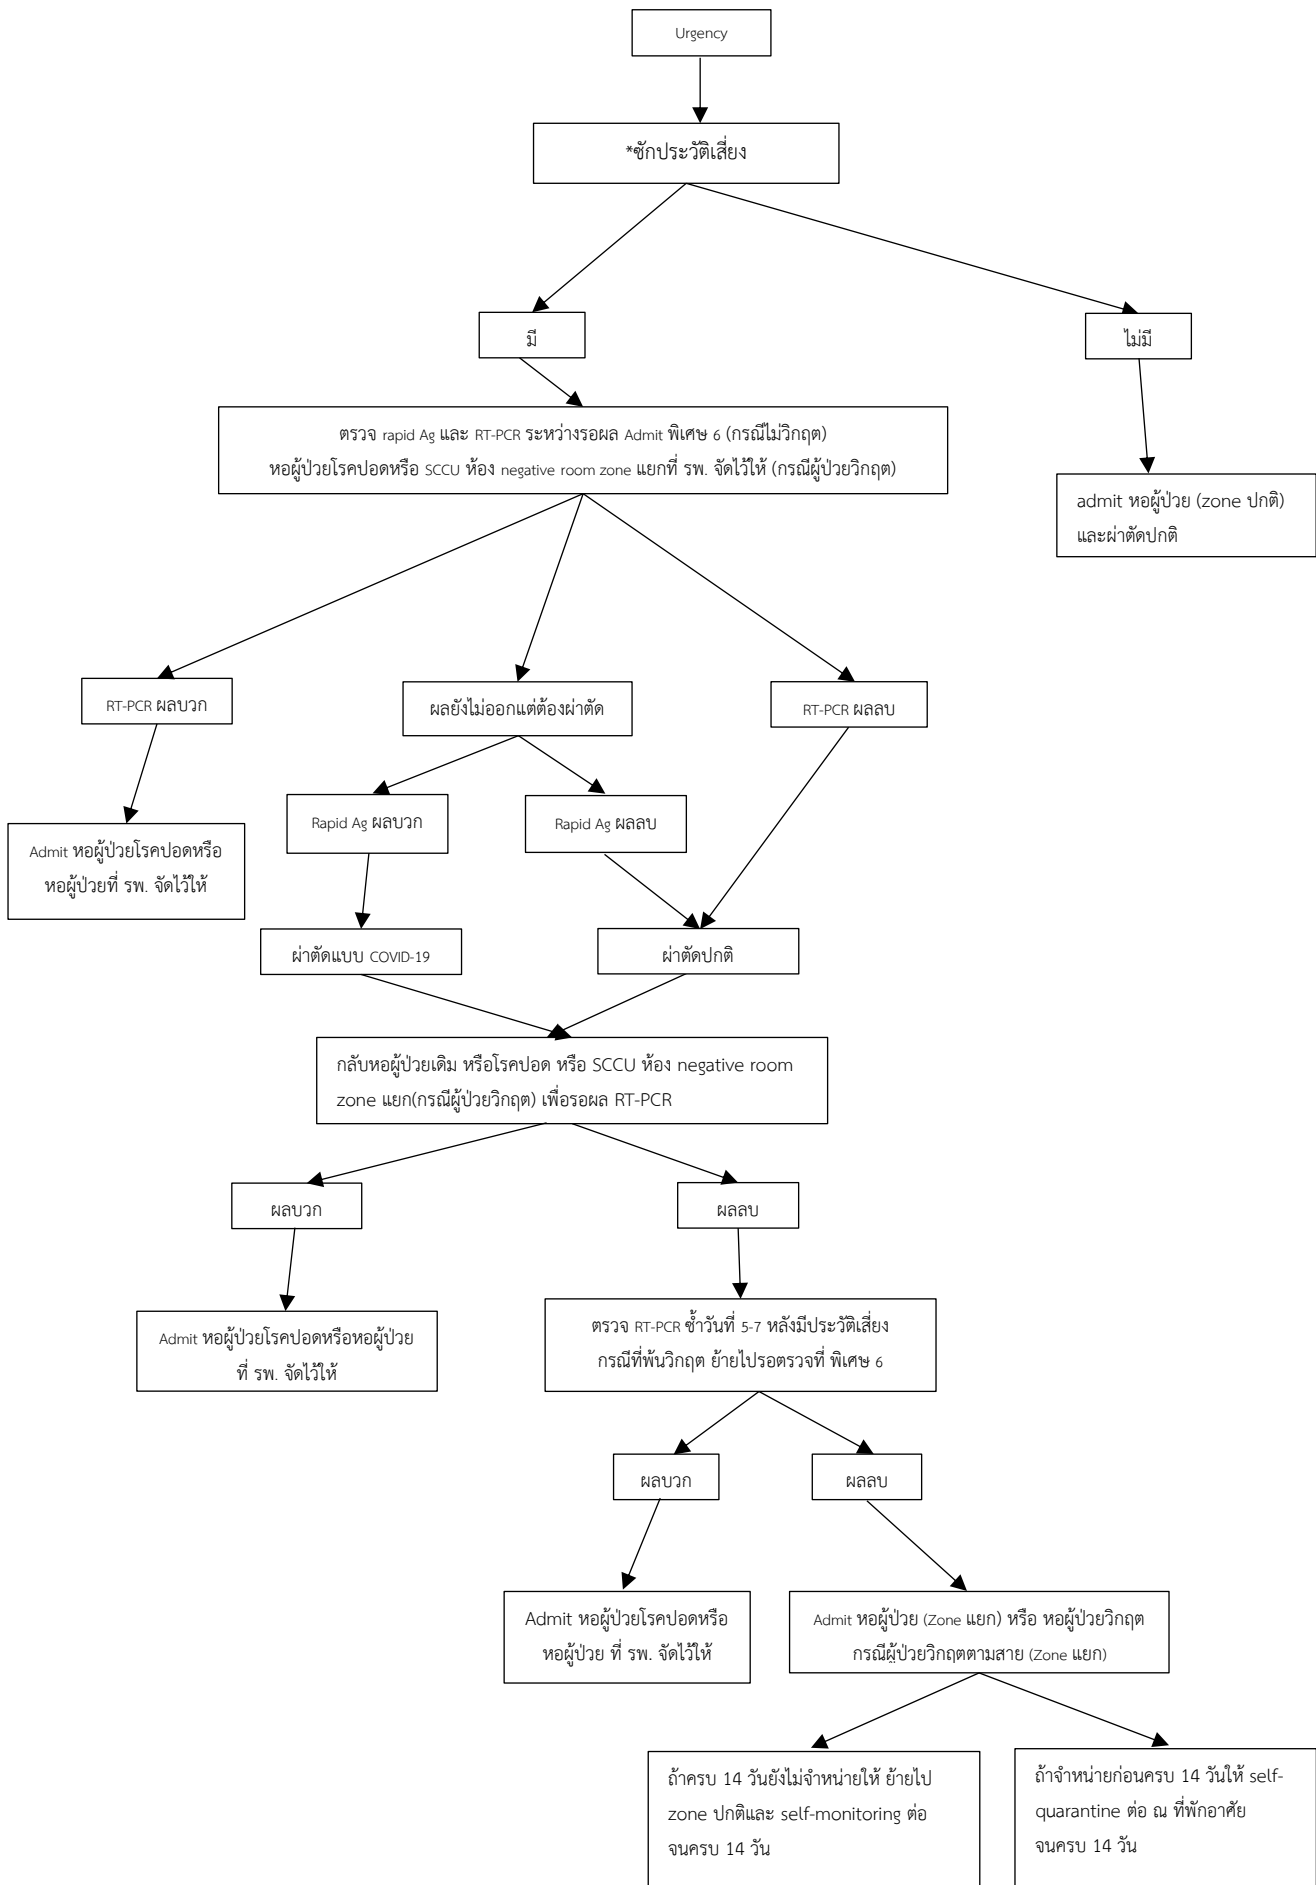 Urgency
*ซักประวัติเสี่ยง
มี
ไม่มี
ตรวจ rapid Ag และ RT-PCR ระหว่างรอผล Admit พิเศษ 6 (กรณีไม่วิกฤต)
หอผู้ป่วยโรคปอดหรือ SCCU ห้อง negative room zone แยกที่ รพ. จัดไว้ให้ (กรณีผู้ป่วยวิกฤต)
admit หอผู้ป่วย (zone ปกติ)
และผ่าตัดปกติ
RT-PCR ผลบวก
ผลยังไม่ออกแต่ต้องผ่าตัด
RT-PCR ผลลบ
Rapid Ag ผลบวก
Rapid Ag ผลลบ
Admit หอผู้ป่วยโรคปอดหรือ
หอผู้ป่วยที่ รพ. จัดไว้ให้
ผ่าตัดแบบ COVID-19
ผ่าตัดปกติ
กลับหอผู้ป่วยเดิม หรือโรคปอด หรือ SCCU ห้อง negative room
zone แยก(กรณีผู้ป่วยวิกฤต) เพื่อรอผล RT-PCR
ผลบวก
ผลลบ
Admit หอผู้ป่วยโรคปอดหรือหอผู้ป่วย
ที่ รพ. จัดไว้ให้
ตรวจ RT-PCR ซ้ำวันที่ 5-7 หลังมีประวัติเสี่ยง
กรณีที่พ้นวิกฤต ย้ายไปรอตรวจที่ พิเศษ 6
ผลบวก
ผลลบ
Admit หอผู้ป่วยโรคปอดหรือ
หอผู้ป่วย ที่ รพ. จัดไว้ให้
Admit หอผู้ป่วย (Zone แยก) หรือ หอผู้ป่วยวิกฤต
กรณีผู้ป่วยวิกฤตตามสาย (Zone แยก)
ถ้าครบ 14 วันยังไม่จำหน่ายให้ ย้ายไป
zone ปกติและ self-monitoring ต่อ
จนครบ 14 วัน
ถ้าจำหน่ายก่อนครบ 14 วันให้ self-
quarantine ต่อ ณ ที่พักอาศัย
จนครบ 14 วัน